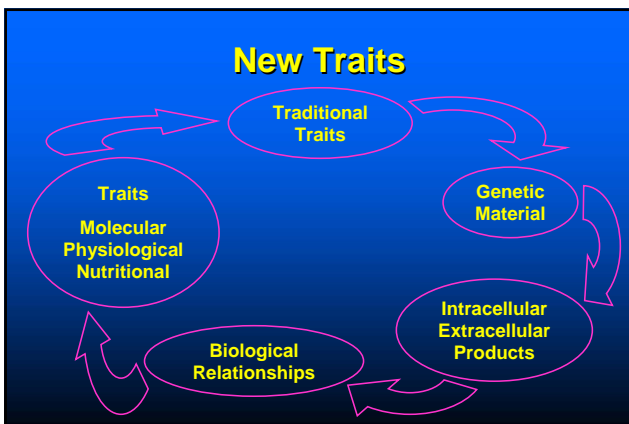 New Traits
Traditional
Traits
Genetic
Material
Intracellular
Extracellular
Products
Biological
Relationships
Traits
Molecular
Physiological
Nutritional